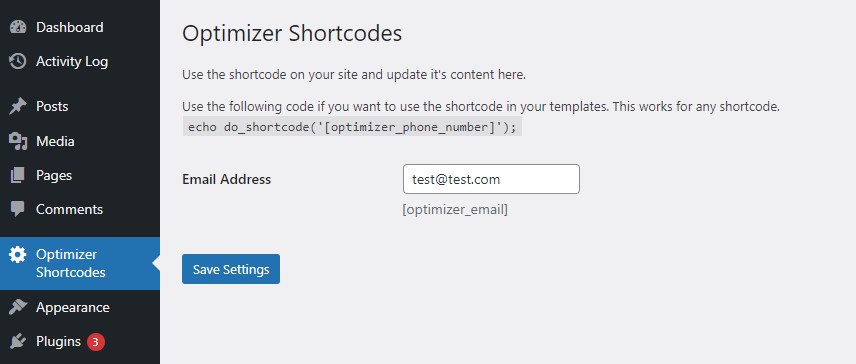 Dashboard
Activity Log
Posts
Media
Pages
Comments
Optimizer
Shortcodes
Appearance
Plugins 3
Optimizer Shortcodes
Use the shortcode on your site and update it's content here.
Use the following code if you want to use the shortcode in your templates. This works for any shortcode.
echo do_shortcode('[optimizer_phone_number]');
Email Address test@test.com
[optimizer_email]
Save Settings